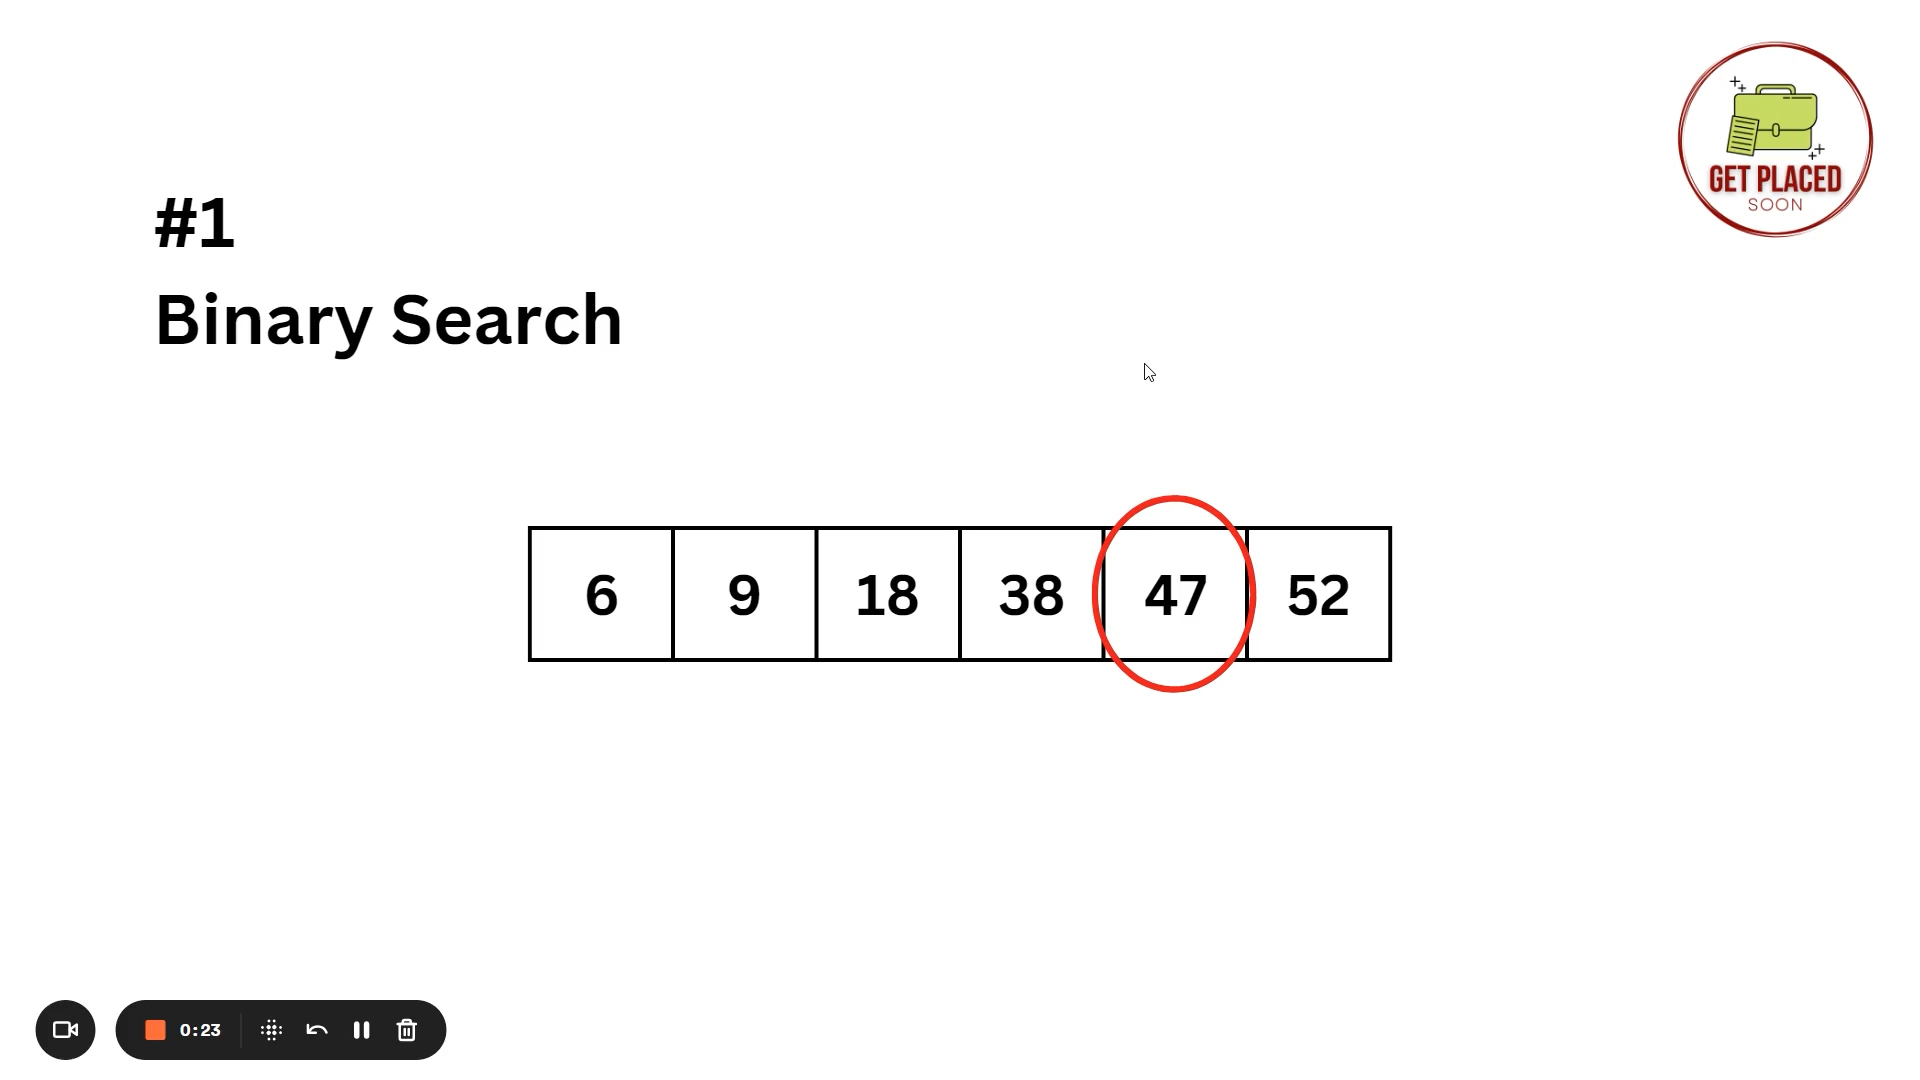 GET PLACED
SOON
#1
Binary Search
6 9 18 38 47 52
0:23